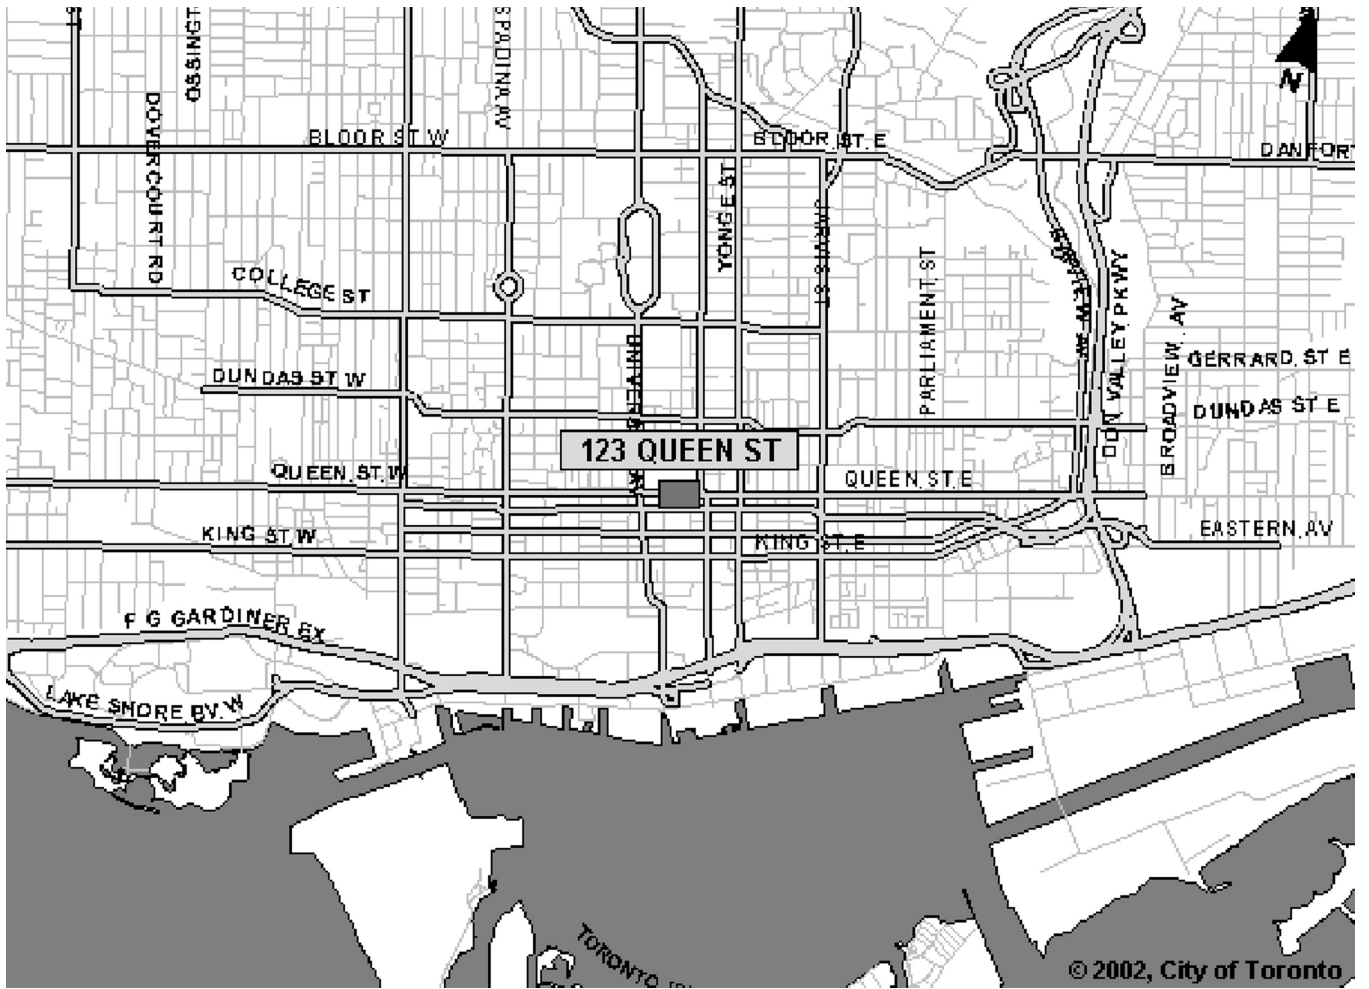 SPADINA AV
N
BLOOR ST W
BLOOR ST. E
DOVERCOURT RD
YONGE ST
JARVIS ST
PARLIAMENT ST
DON VALLEY PKWY
BROADVIEW AV
COLLEGE ST
GERRARD ST E
DUNDAS ST W
DUNDAS ST E
123 QUEEN ST
QUEEN ST. W
QUEEN ST. E
KING ST. W
KING ST. E
EASTERN AV
F G GARDINER EX
LAKE SHORE BV. W
TORONTO
© 2002, City of Toronto